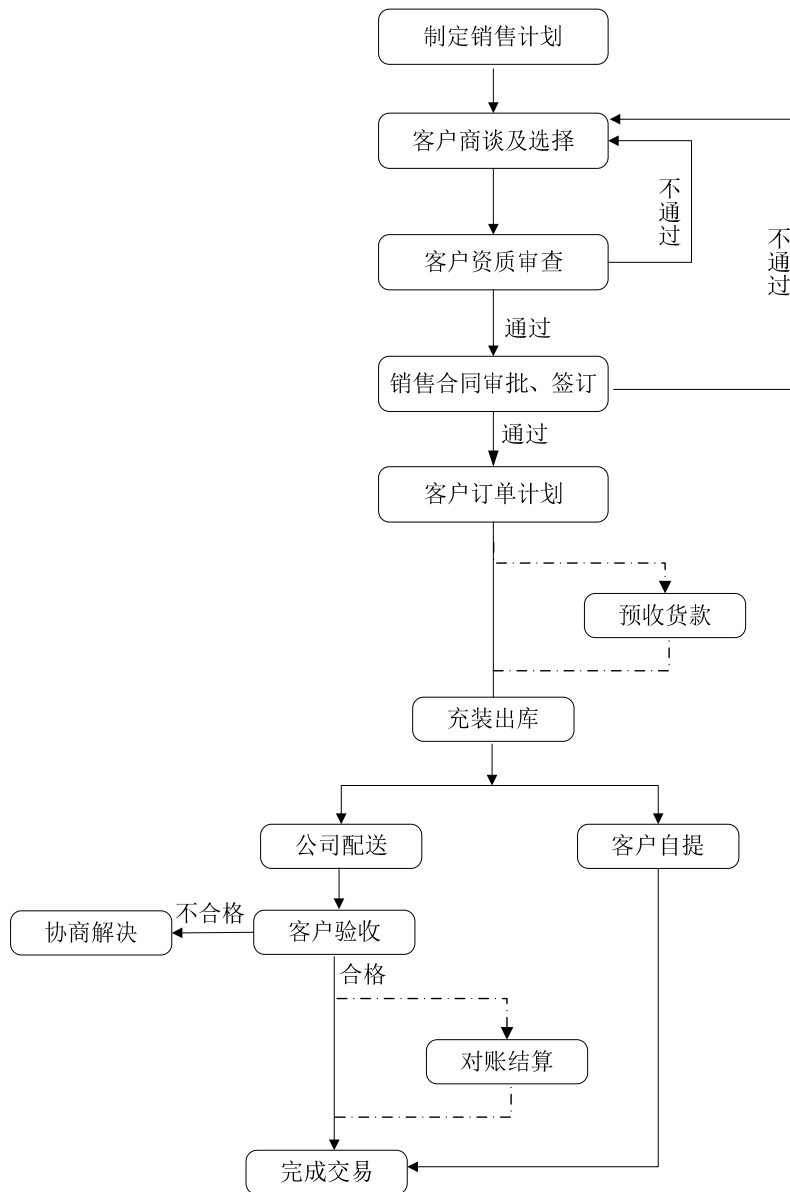 制定销售计划
客户商谈及选择
不通过
不通过
客户资质审查
通过
销售合同审批、签订
通过
客户订单计划
预收货款
充装出库
公司配送
客户自提
协商解决
不合格
客户验收
合格
对账结算
完成交易